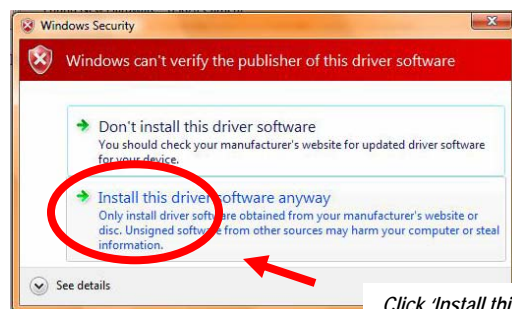 Windows Security
Windows can't verify the publisher of this driver software
Don't install this driver software
You should check your manufacturer's website for updated driver software
for your device.
Install this driver software anyway
Only install driver software obtained from your manufacturer's website or
disc. Unsigned software from other sources may harm your computer or steal
information.
See details
Click 'Install thi